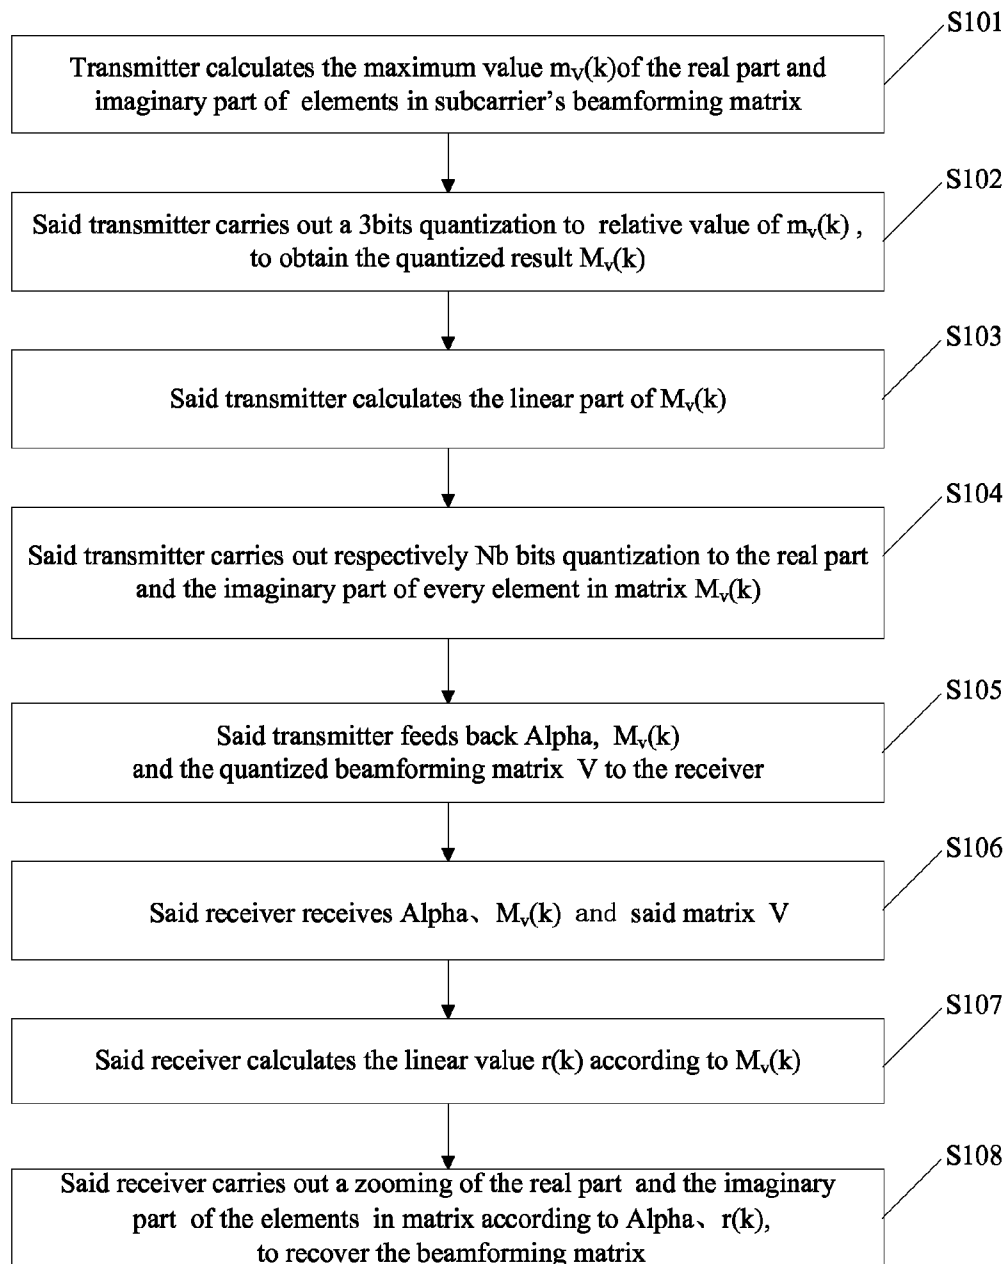 S101
Transmitter calculates the maximum value mv(k)of the real part and
imaginary part of elements in subcarrier's beamforming matrix
S102
Said transmitter carries out a 3bits quantization to relative value of mv(k) ,
to obtain the quantized result Mv(k)
S103
Said transmitter calculates the linear part of Mv(k)
S104
Said transmitter carries out respectively Nb bits quantization to the real part
and the imaginary part of every element in matrix Mv(k)
S105
Said transmitter feeds back Alpha, Mv(k)
and the quantized beamforming matrix V to the receiver
S106
Said receiver receives Alpha、Mv(k) and said matrix V
S107
Said receiver calculates the linear value r(k) according to Mv(k)
S108
Said receiver carries out a zooming of the real part and the imaginary
part of the elements in matrix according to Alpha、r(k),
to recover the beamforming matrix